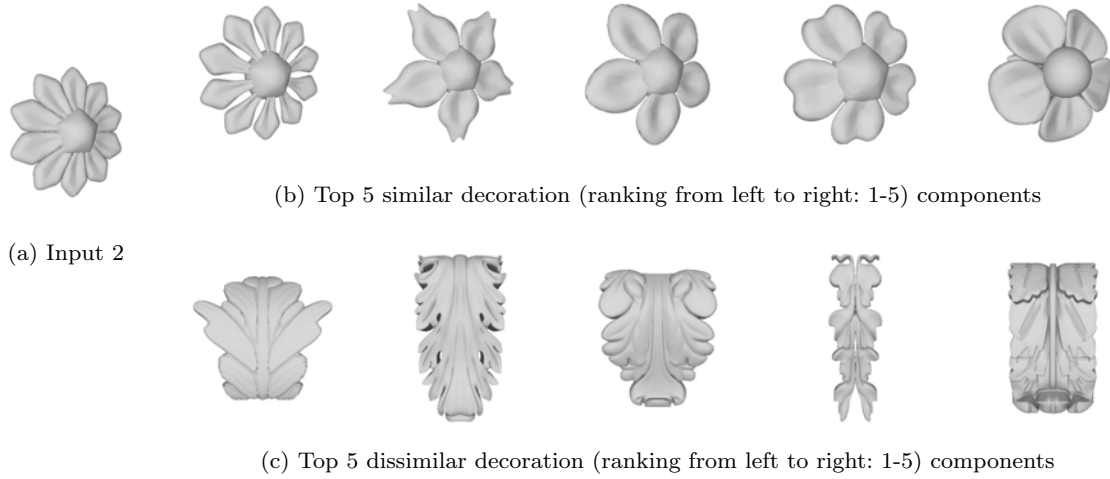 (b) Top 5 similar decoration (ranking from left to right: 1-5) components
(a) Input 2
(c) Top 5 dissimilar decoration (ranking from left to right: 1-5) components